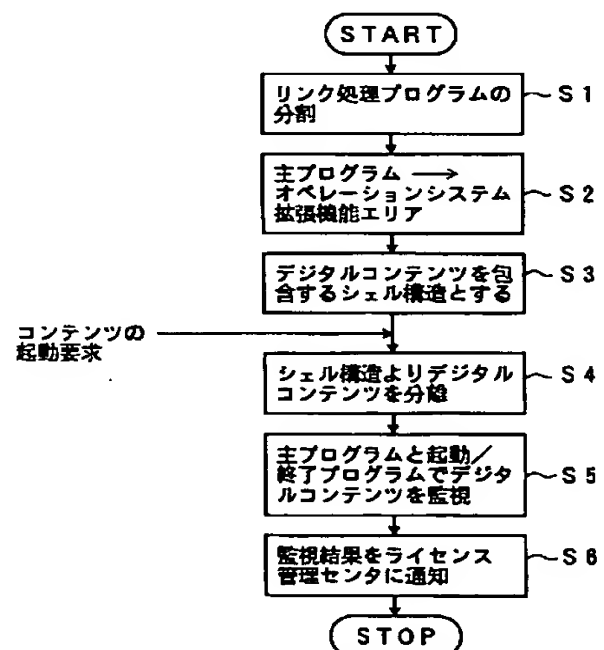 START
リンク処理プログラムの
分割
S1
主プログラム →
オペレーションシステム
拡張機能エリア
S2
デジタルコンテンツを包
含するシェル構造とする
S3
コンテンツの
起動要求
シェル構造よりデジタル
コンテンツを分離
S4
主プログラムと起動／
終了プログラムでデジタ
ルコンテンツを監視
S5
監視結果をライセンス
管理センタに通知
S6
STOP